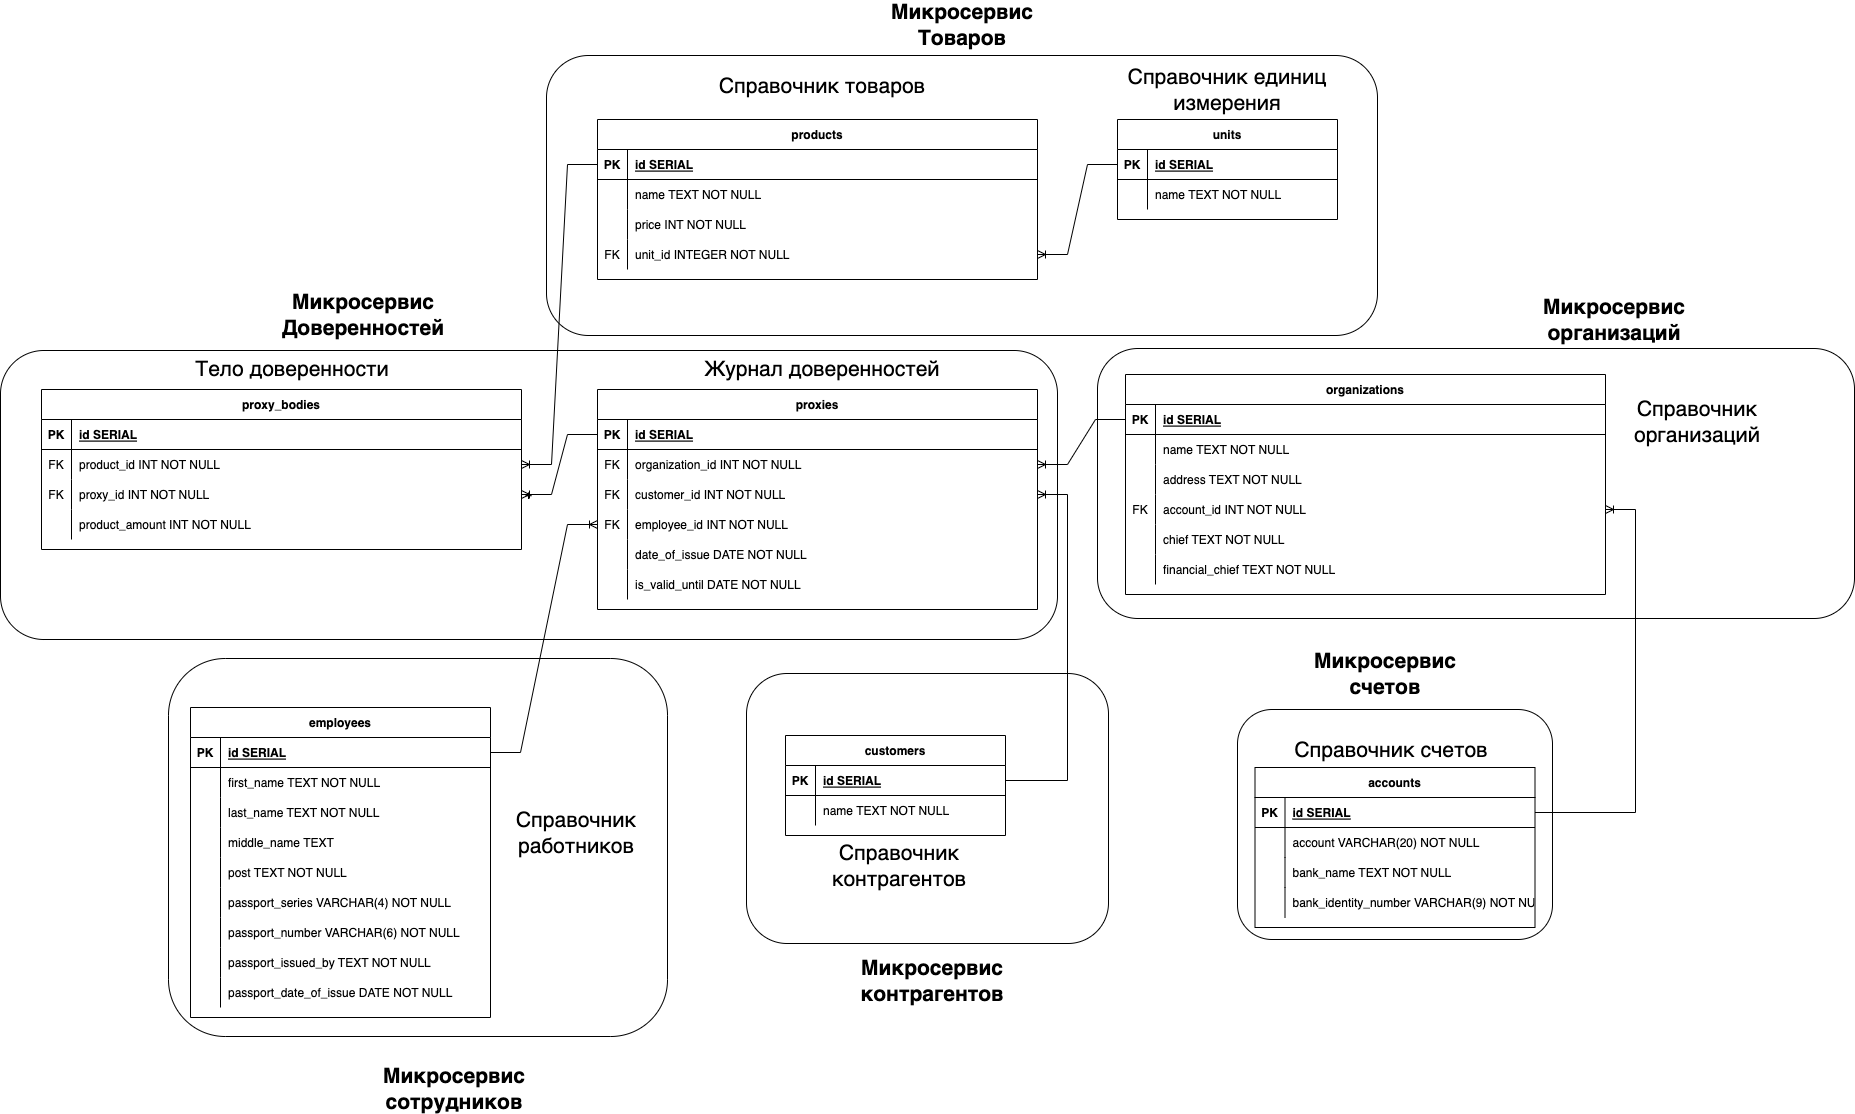 Микросервис
Товаров
Справочник товаров
products
PK id SERIAL
name TEXT NOT NULL
price INT NOT NULL
FK unit_id INTEGER NOT NULL
Справочник единиц
измерения
units
PK id SERIAL
name TEXT NOT NULL
Микросервис
Доверенностей
Тело доверенности
proxy_bodies
PK id SERIAL
FK product_id INT NOT NULL
FK proxy_id INT NOT NULL
product_amount INT NOT NULL
Журнал доверенностей
proxies
PK id SERIAL
FK organization_id INT NOT NULL
FK customer_id INT NOT NULL
FK employee_id INT NOT NULL
date_of_issue DATE NOT NULL
is_valid_until DATE NOT NULL
Микросервис
организаций
organizations
PK id SERIAL
name TEXT NOT NULL
address TEXT NOT NULL
FK account_id INT NOT NULL
chief TEXT NOT NULL
financial_chief TEXT NOT NULL
Справочник
организаций
employees
PK id SERIAL
first_name TEXT NOT NULL
last_name TEXT NOT NULL
middle_name TEXT
post TEXT NOT NULL
passport_series VARCHAR(4) NOT NULL
passport_number VARCHAR(6) NOT NULL
passport_issued_by TEXT NOT NULL
passport_date_of_issue DATE NOT NULL
Справочник
работников
Микросервис
сотрудников
customers
PK id SERIAL
name TEXT NOT NULL
Справочник
контрагентов
Микросервис
контрагентов
Микросервис
счетов
Справочник счетов
accounts
PK id SERIAL
account VARCHAR(20) NOT NULL
bank_name TEXT NOT NULL
bank_identity_number VARCHAR(9) NOT NU